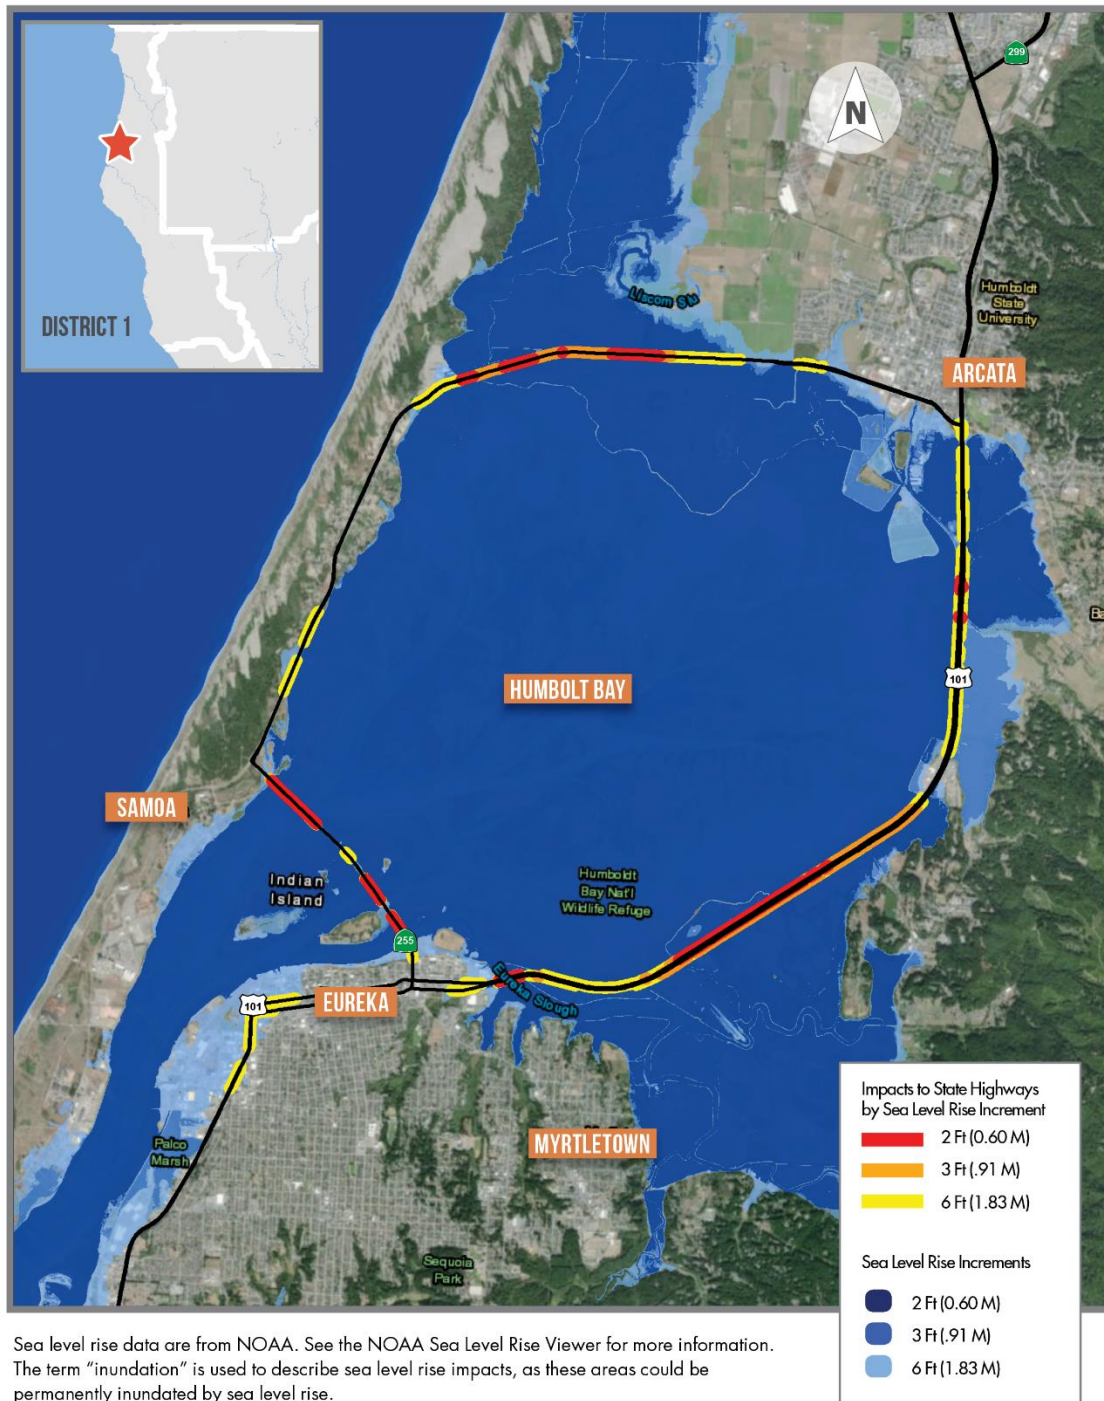 299
N
DISTRICT 1
Liscom Slu
Humboldt
State
University
ARCATA
Ba
HUMBOLT BAY
101
SAMOA
Indian
Island
Humboldt
Bay Nat'l
Wildlife Refuge
255
Eureka Slough
101
EUREKA
Palco
Marsh
MYRTLETOWN
Sequoia
Park
Impacts to State Highways
by Sea Level Rise Increment
2 Ft (0.60 M)
3 Ft (.91 M)
6 Ft (1.83 M)
Sea Level Rise Increments
2 Ft (0.60 M)
3 Ft (.91 M)
6 Ft (1.83 M)
Sea level rise data are from NOAA. See the NOAA Sea Level Rise Viewer for more information.
The term “inundation” is used to describe sea level rise impacts, as these areas could be
permanently inundated by sea level rise.